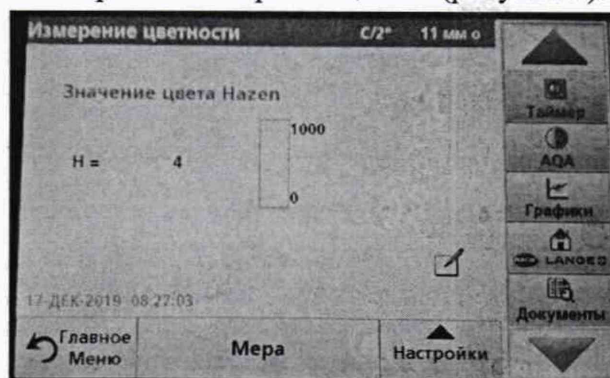 Измерение цветности C/2° 11 мм o
Значение цвета Hazen
1000
H = 4
0
17-ДЕК-2019 08:27:03
Главное
Меню
Мера
Настройки
Таймер
AQA
Графики
LANGE
Документы